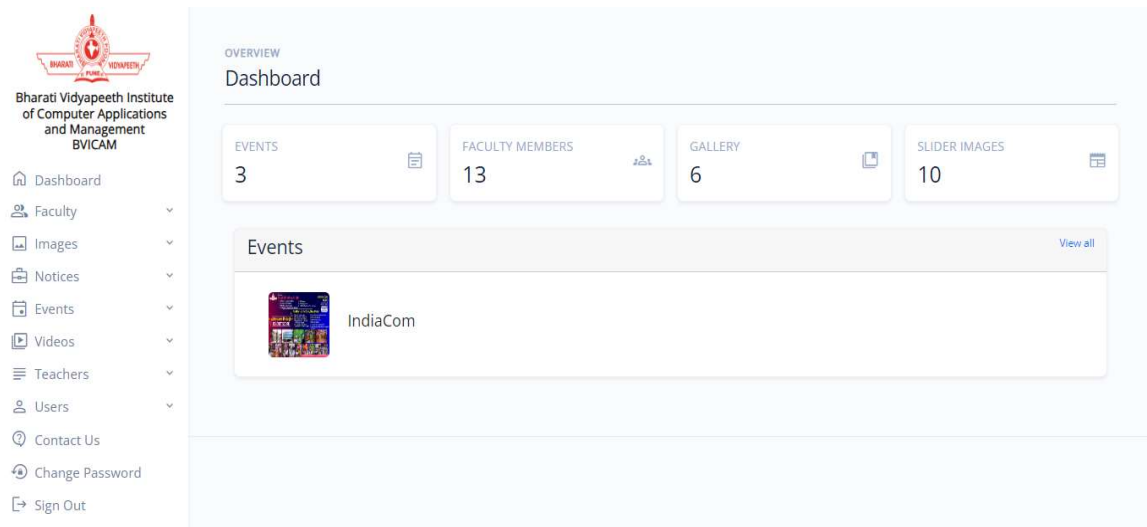 BHARATI VIDYAPEETH
PUNE
Bharati Vidyapeeth Institute
of Computer Applications
and Management
BVICAM
Dashboard
Faculty
Images
Notices
Events
Videos
Teachers
Users
Contact Us
Change Password
Sign Out
OVERVIEW
Dashboard
EVENTS
3
FACULTY MEMBERS
13
GALLERY
6
SLIDER IMAGES
10
Events
View all
IndiaCom